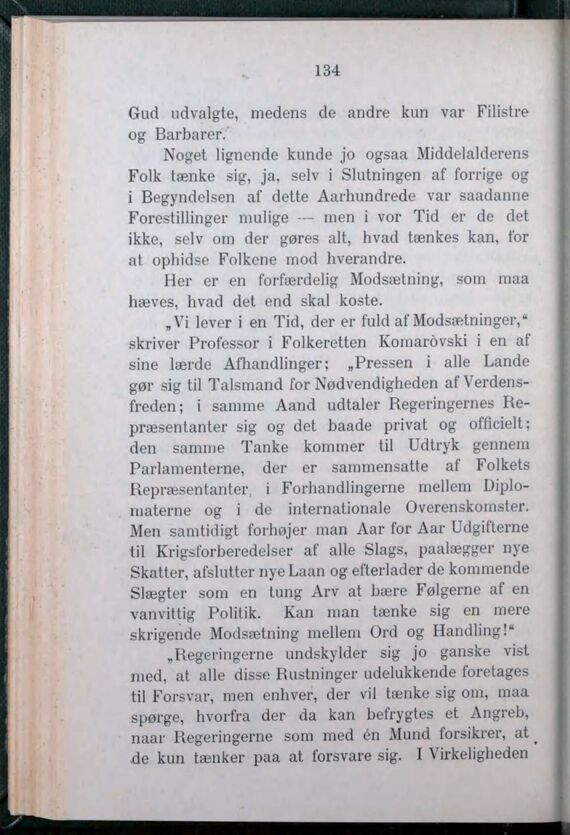 134
Gud udvalgte, medens de andre kun var Filistre
og Barbarer.
Noget lignende kunde jo ogsaa Middelalderens
Folk tænke sig, ja, selv i Slutningen af forrige og
i Begyndelsen af dette Aarhundrede var saadanne
Forestillinger mulige — men i vor Tid er de det
ikke, selv om der gøres alt, hvad tænkes kan, for
at ophidse Folkene mod hverandre.
Her er en forfærdelig Modsætning, som maa
hæves, hvad det end skal koste.
„Vi lever i en Tid, der er fuld af Modsætninger,“
skriver Professor i Folkeretten Komaròvski i en af
sine lærde Afhandlinger; „Pressen i alle Lande
gør sig til Talsmand for Nødvendigheden af Verdens-
freden; i samme Aand udtaler Regeringernes Re-
præsentanter sig og det baade privat og officielt;
den samme Tanke kommer til Udtryk gennem
Parlamenterne, der er sammensatte af Folkets
Repræsentanter, i Forhandlingerne mellem Diplo-
materne og i de internationale Overenskomster.
Men samtidigt forhøjer man Aar for Aar Udgifterne
til Krigsforberedelser af alle Slags, paalægger nye
Skatter, afslutter nye Laan og efterlader de kommende
Slægter som en tung Arv at bære Følgerne af en
vanvittig Politik. Kan man tænke sig en mere
skrigende Modsætning mellem Ord og Handling!“
„Regeringerne undskylder sig jo ganske vist
med, at alle disse Rustninger udelukkende foretages
til Forsvar, men enhver, der vil tænke sig om, maa
spørge, hvorfra der da kan befrygtes et Angreb,
naar Regeringerne som med én Mund forsikrer, at
de kun tænker paa at forsvare sig. I Virkeligheden